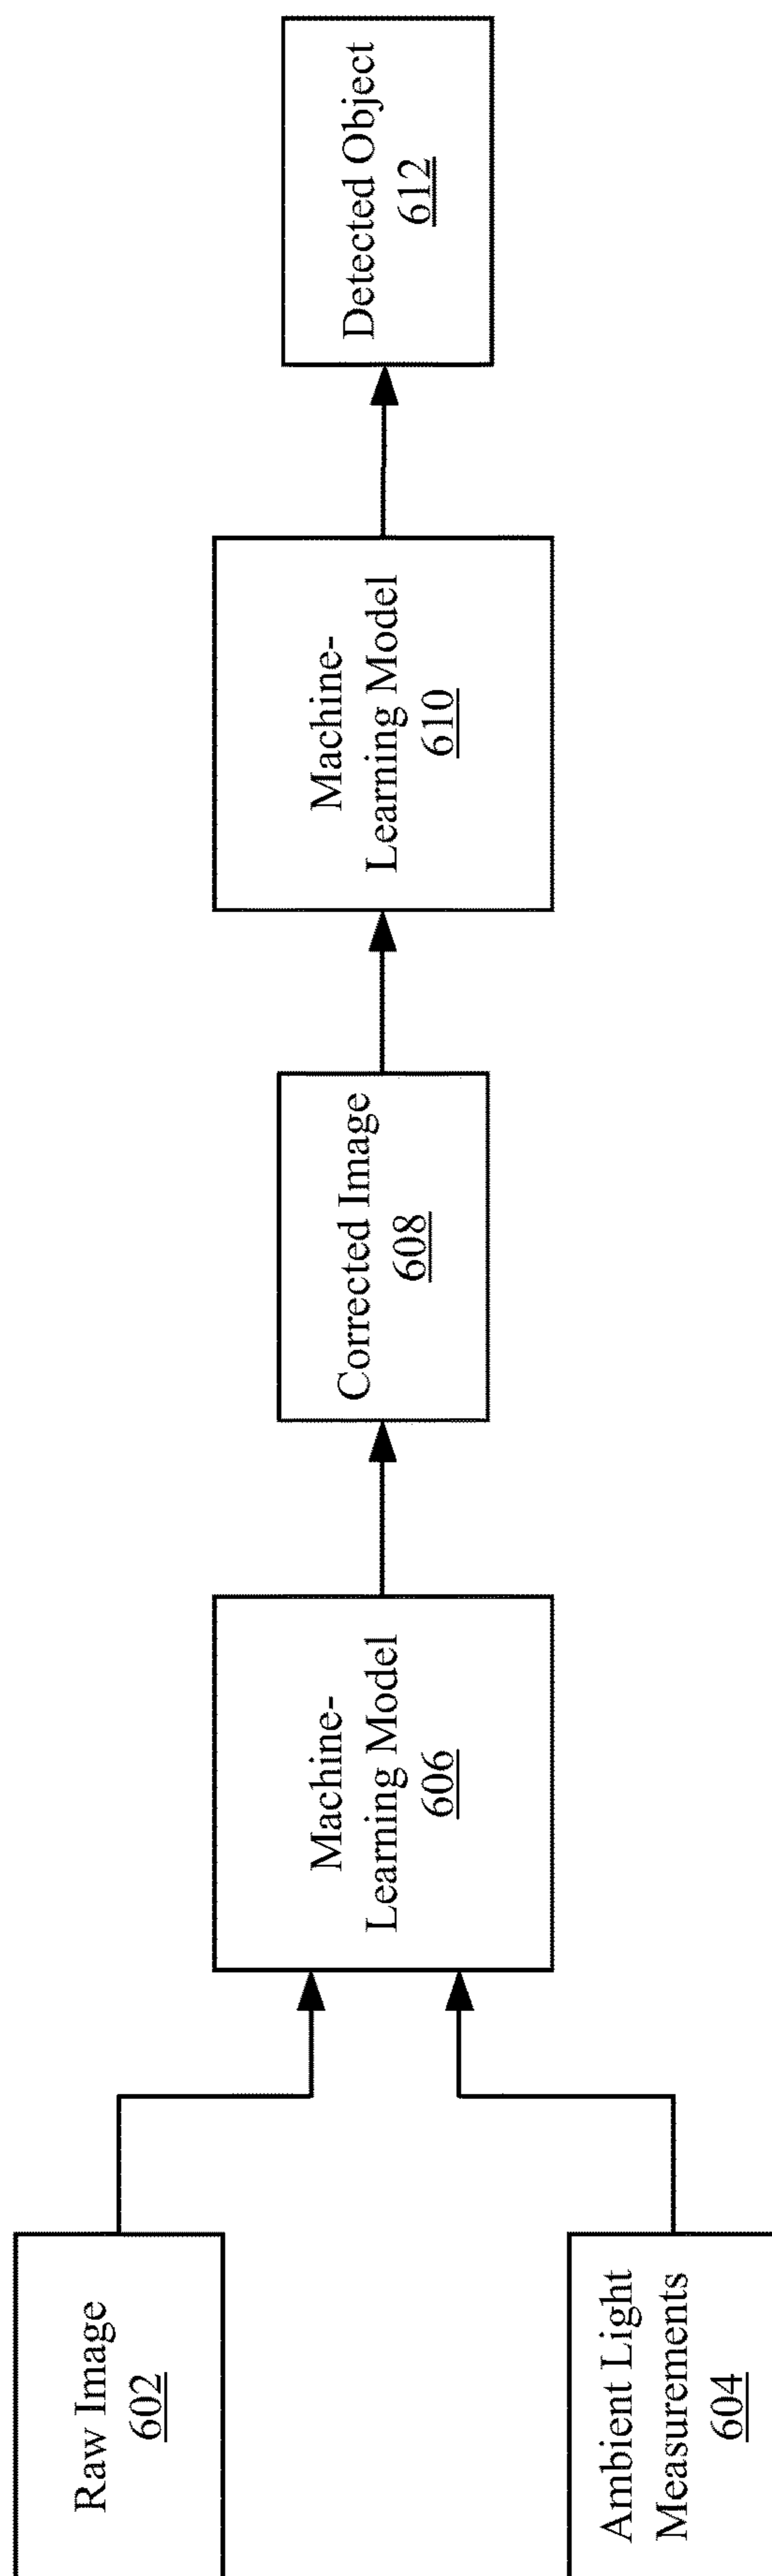 Raw Image
602
Ambient Light
Measurements
604
Machine-
Learning Model
606
Corrected Image
608
Machine-
Learning Model
610
Detected Object
612